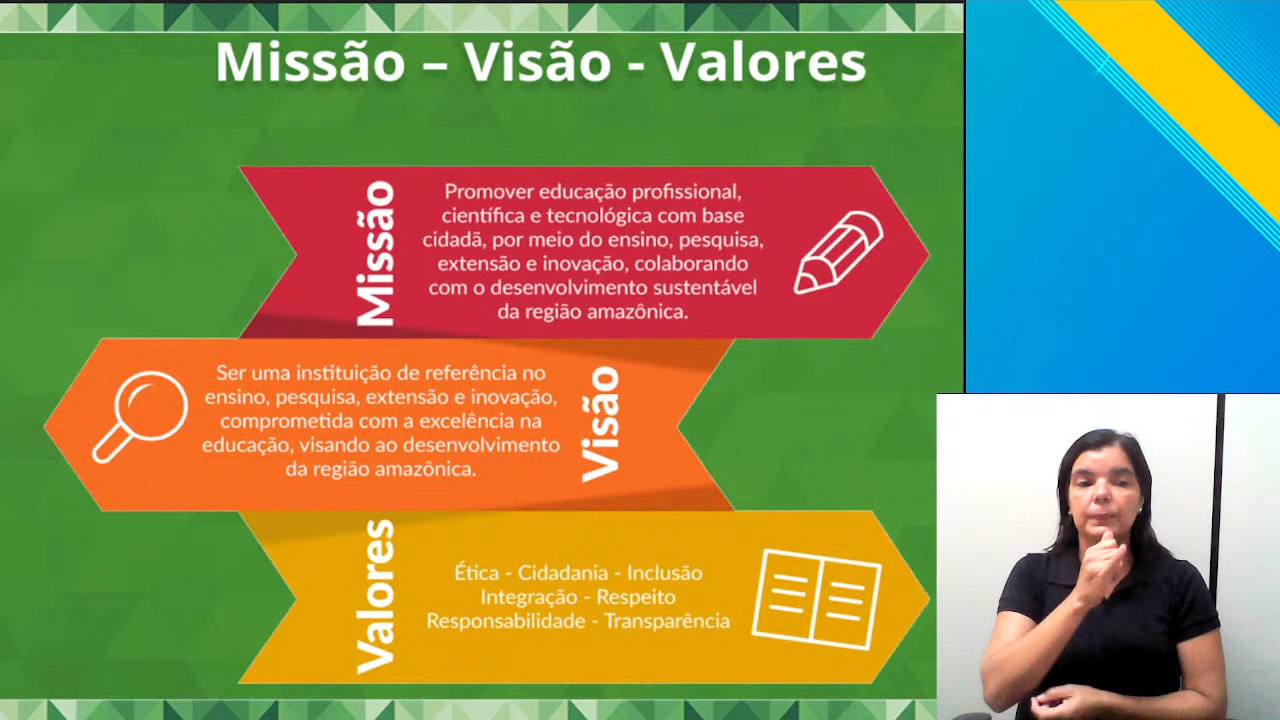 Missão – Visão - Valores
Missão
Promover educação profissional,
científica e tecnológica com base
cidadã, por meio do ensino, pesquisa,
extensão e inovação, colaborando
com o desenvolvimento sustentável
da região amazônica.
Ser uma instituição de referência no
ensino, pesquisa, extensão e inovação,
comprometida com a excelência na
educação, visando ao desenvolvimento
da região amazônica.
Visão
Valores
Ética - Cidadania - Inclusão
Integração - Respeito
Responsabilidade - Transparência